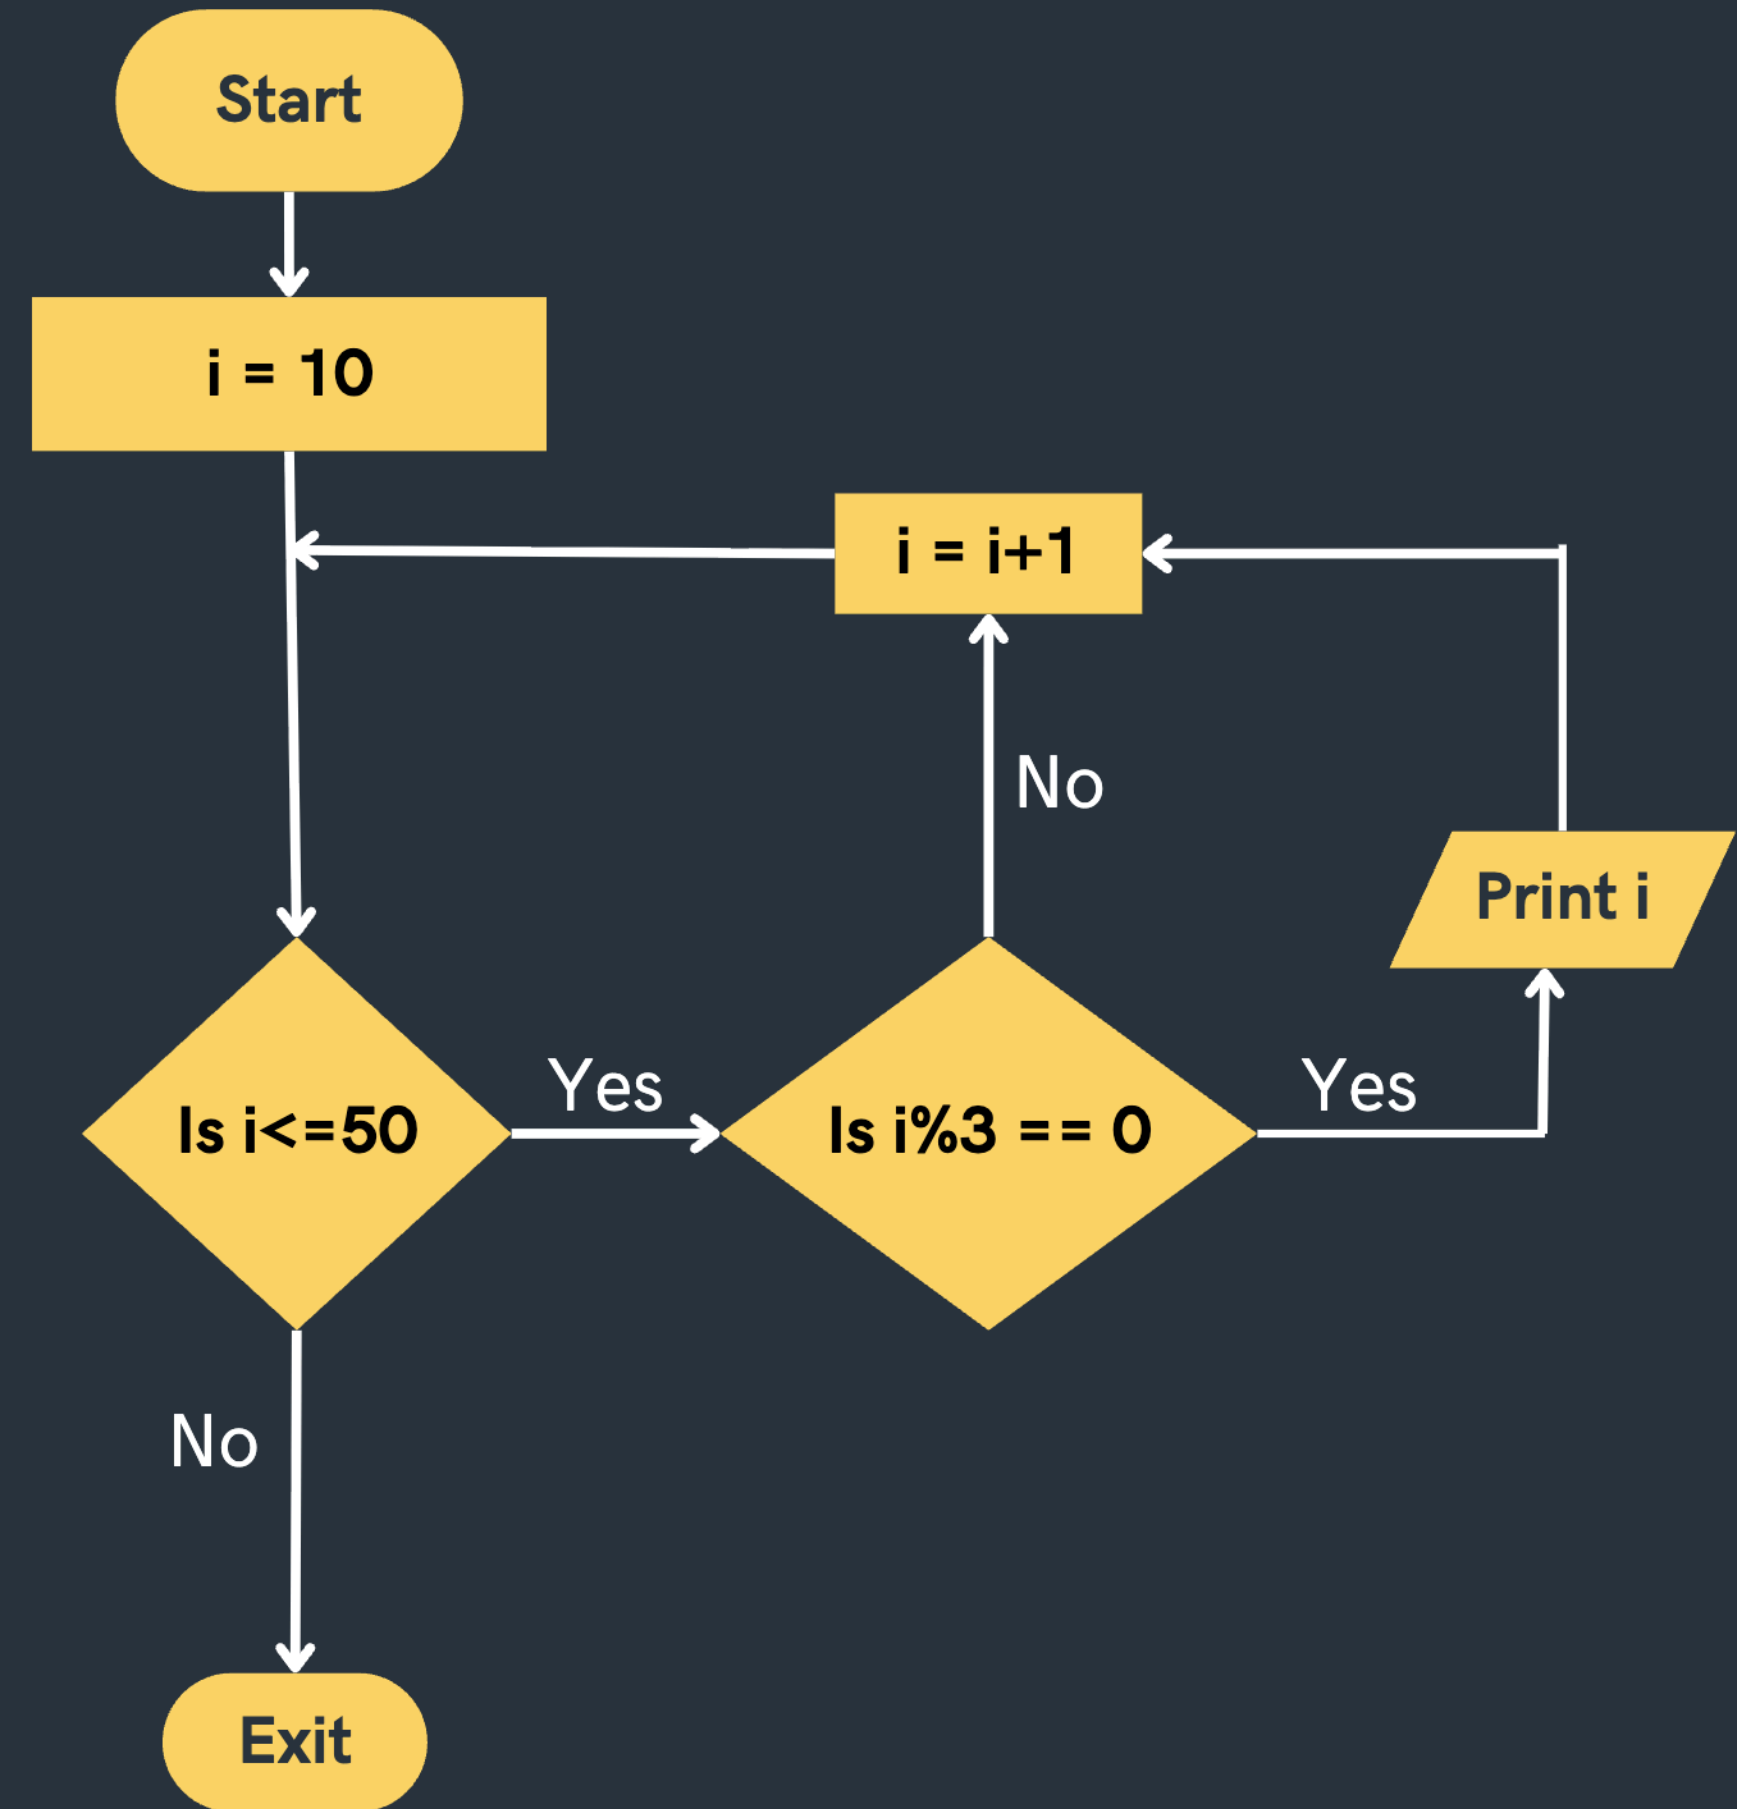 Start
i = 10
i = i+1
No
Print i
Is i<=50
Yes
Is i%3 == 0
Yes
No
Exit